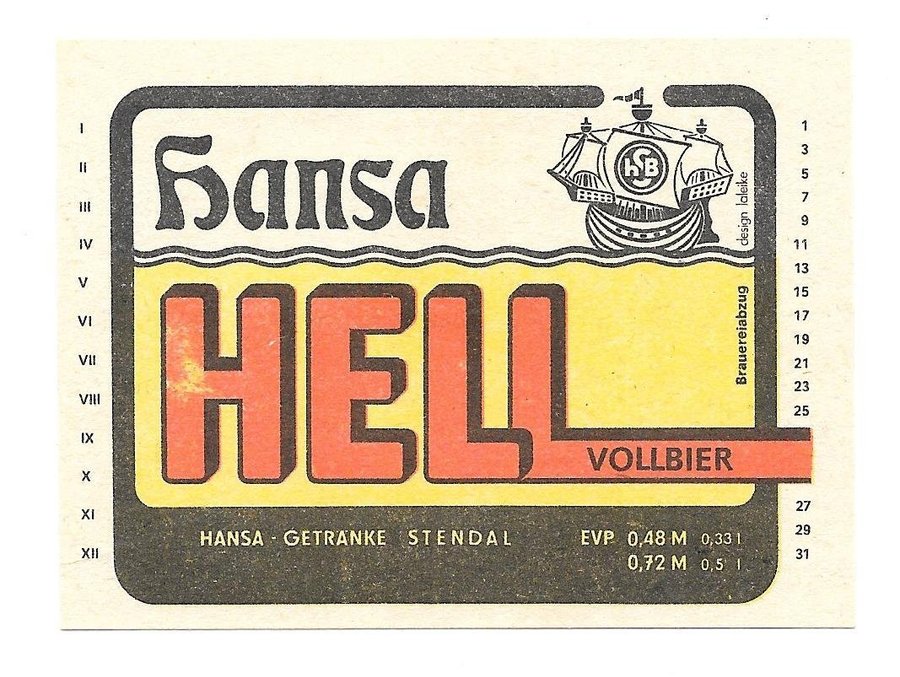 Hansa
HSB
design laleike
HELL
Brauereiabzug
VOLLBIER
HANSA - GETRÄNKE STENDAL
EVP 0,48 M 0,33 l
0,72 M 0,5 l
I
II
III
IV
V
VI
VII
VIII
IX
X
XI
XII
1
3
5
7
9
11
13
15
17
19
21
23
25
27
29
31